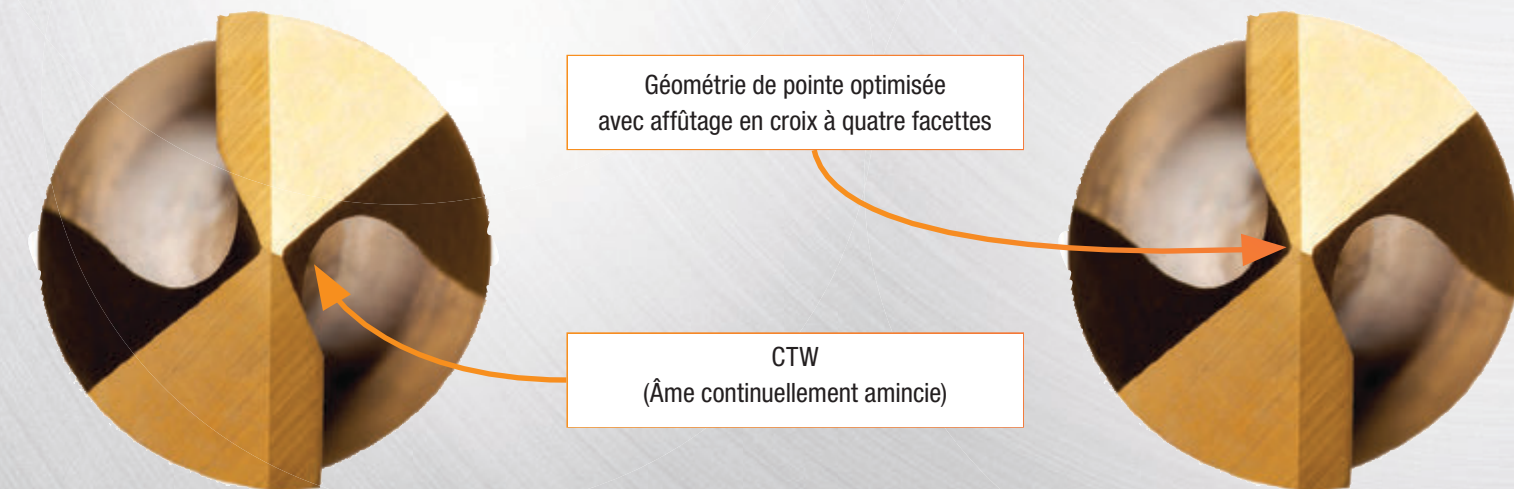 Géométrie de pointe optimisée
avec affûtage en croix à quatre facettes
CTW
(Âme continuellement amincie)